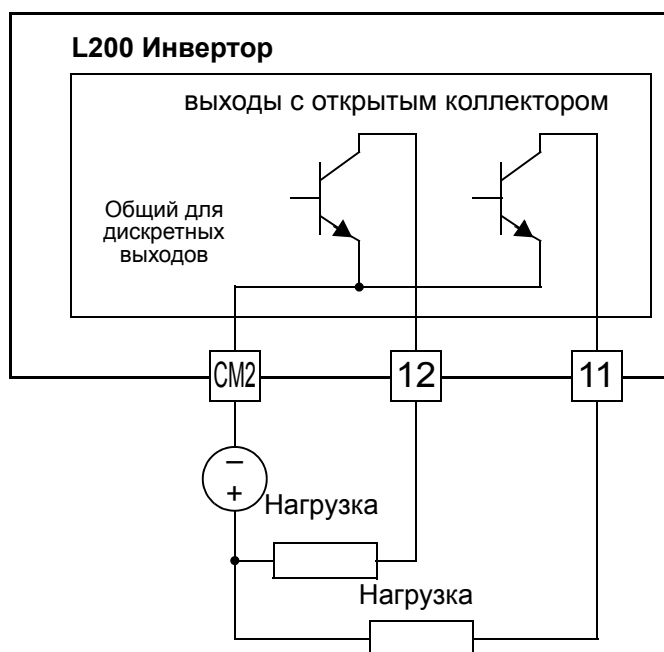 L200 Инвертор
выходы с открытым коллектором
Общий для
дискретных
выходов
CM2
12
11
−
+
Нагрузка
Нагрузка